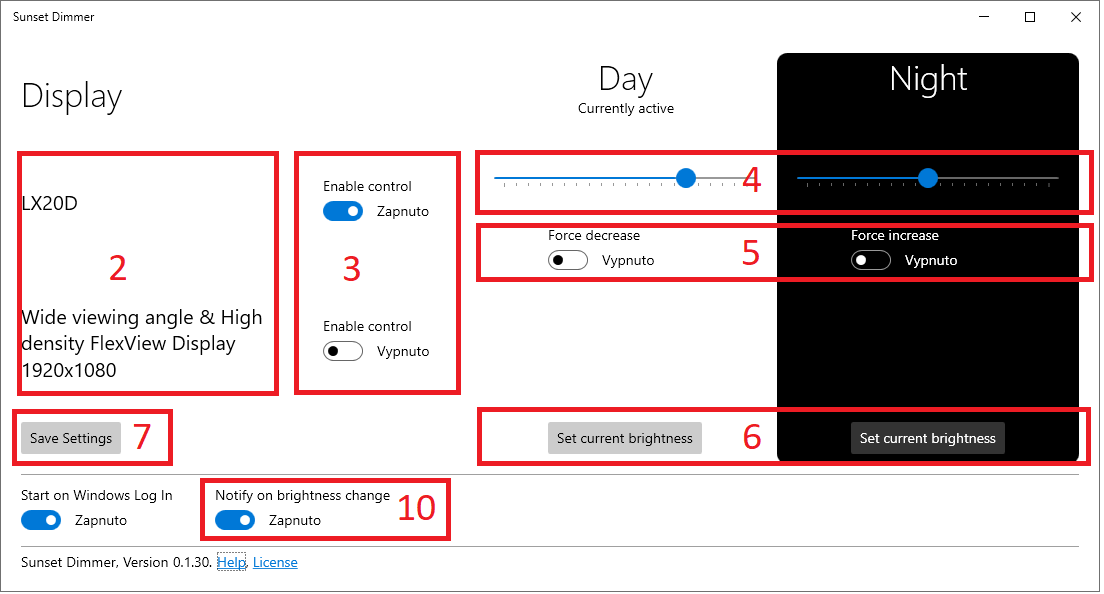 Sunset Dimmer
Display
Day
Currently active
Night
LX20D
2
Wide viewing angle & High
density FlexView Display
1920x1080
Enable control
Zapnuto
3
Enable control
Vypnuto
4
Force decrease
Vypnuto
5
Force increase
Vypnuto
Save Settings
7
Set current brightness
6
Set current brightness
Start on Windows Log In
Zapnuto
Notify on brightness change
Zapnuto
10
Sunset Dimmer, Version 0.1.30. Help, License